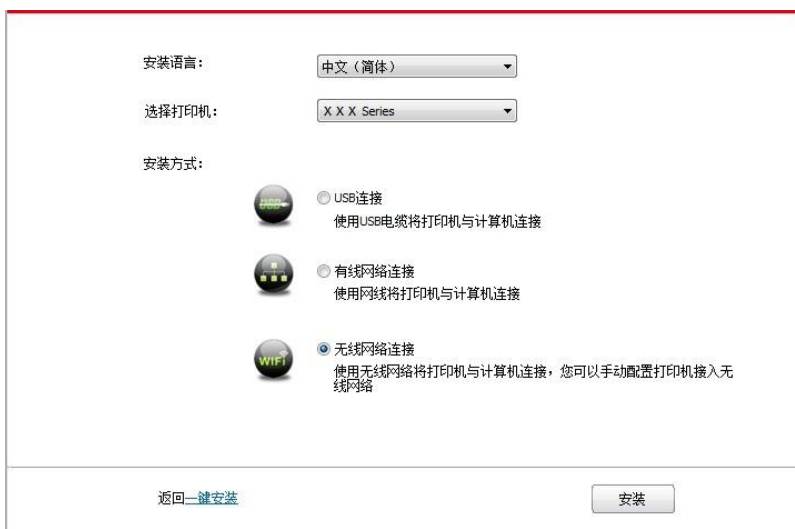 安装语言：
中文（简体）
选择打印机：
X X X Series
安装方式：
USB
USB连接
使用USB电缆将打印机与计算机连接
有线网络连接
使用网线将打印机与计算机连接
WiFi
无线网络连接
使用无线网络将打印机与计算机连接，您可以手动配置打印机接入无
线网络
返回一键安装
安装